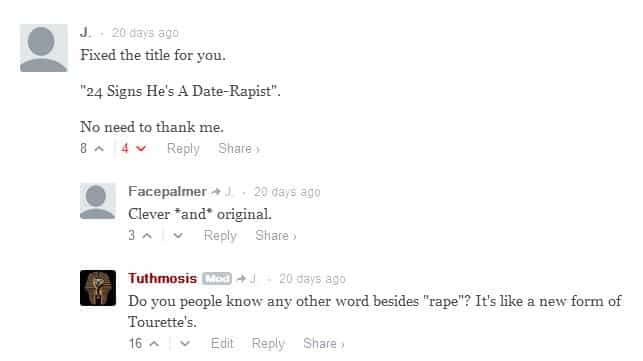 J. · 20 days ago
Fixed the title for you.
"24 Signs He's A Date-Rapist".
No need to thank me.
8 | 4 Reply Share ›
Facepalmer J. · 20 days ago
Clever *and* original.
3 | Reply Share ›
Tuthmosis Mod J. · 20 days ago
Do you people know any other word besides "rape"? It's like a new form of
Tourette's.
16 | Edit Reply Share ›